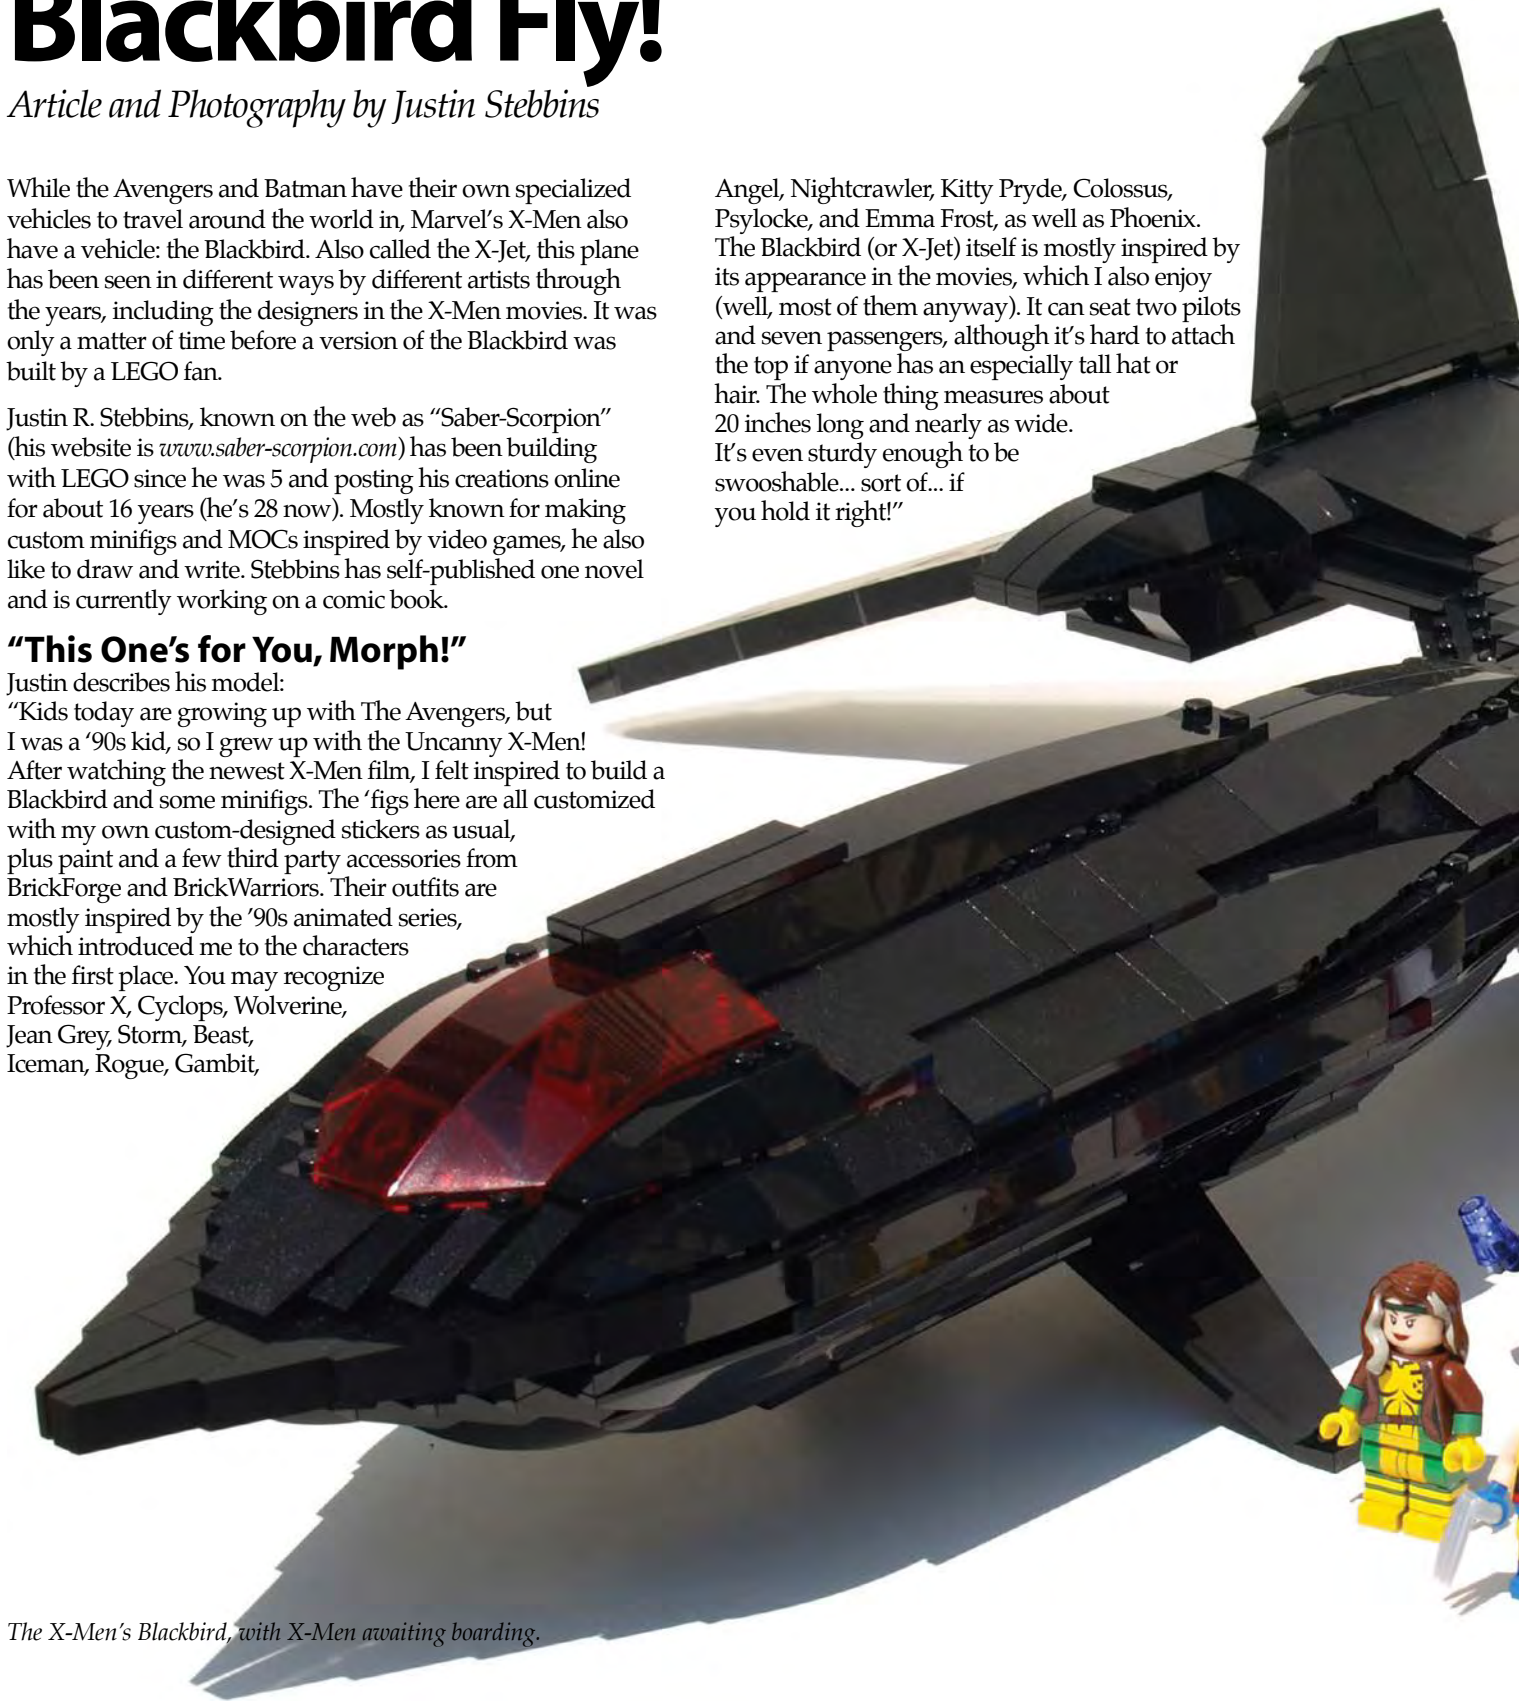 Blackbird Fly!
Article and Photography by Justin Stebbins
While the Avengers and Batman have their own specialized
vehicles to travel around the world in, Marvel’s X-Men also
have a vehicle: the Blackbird. Also called the X-Jet, this plane
has been seen in different ways by different artists through
the years, including the designers in the X-Men movies. It was
only a matter of time before a version of the Blackbird was
built by a LEGO fan.
Justin R. Stebbins, known on the web as “Saber-Scorpion”
(his website is www.saber-scorpion.com) has been building
with LEGO since he was 5 and posting his creations online
for about 16 years (he’s 28 now). Mostly known for making
custom minifigs and MOCs inspired by video games, he also
like to draw and write. Stebbins has self-published one novel
and is currently working on a comic book.
“This One’s for You, Morph!”
Justin describes his model:
“Kids today are growing up with The Avengers, but
I was a ‘90s kid, so I grew up with the Uncanny X-Men!
After watching the newest X-Men film, I felt inspired to build a
Blackbird and some minifigs. The ‘figs here are all customized
with my own custom-designed stickers as usual,
plus paint and a few third party accessories from
BrickForge and BrickWarriors. Their outfits are
mostly inspired by the ’90s animated series,
which introduced me to the characters
in the first place. You may recognize
Professor X, Cyclops, Wolverine,
Jean Grey, Storm, Beast,
Iceman, Rogue, Gambit,
Angel, Nightcrawler, Kitty Pryde, Colossus,
Psylocke, and Emma Frost, as well as Phoenix.
The Blackbird (or X-Jet) itself is mostly inspired by
its appearance in the movies, which I also enjoy
(well, most of them anyway). It can seat two pilots
and seven passengers, although it’s hard to attach
the top if anyone has an especially tall hat or
hair. The whole thing measures about
20 inches long and nearly as wide.
It’s even sturdy enough to be
swooshable... sort of... if
you hold it right!”
The X-Men’s Blackbird, with X-Men awaiting boarding.